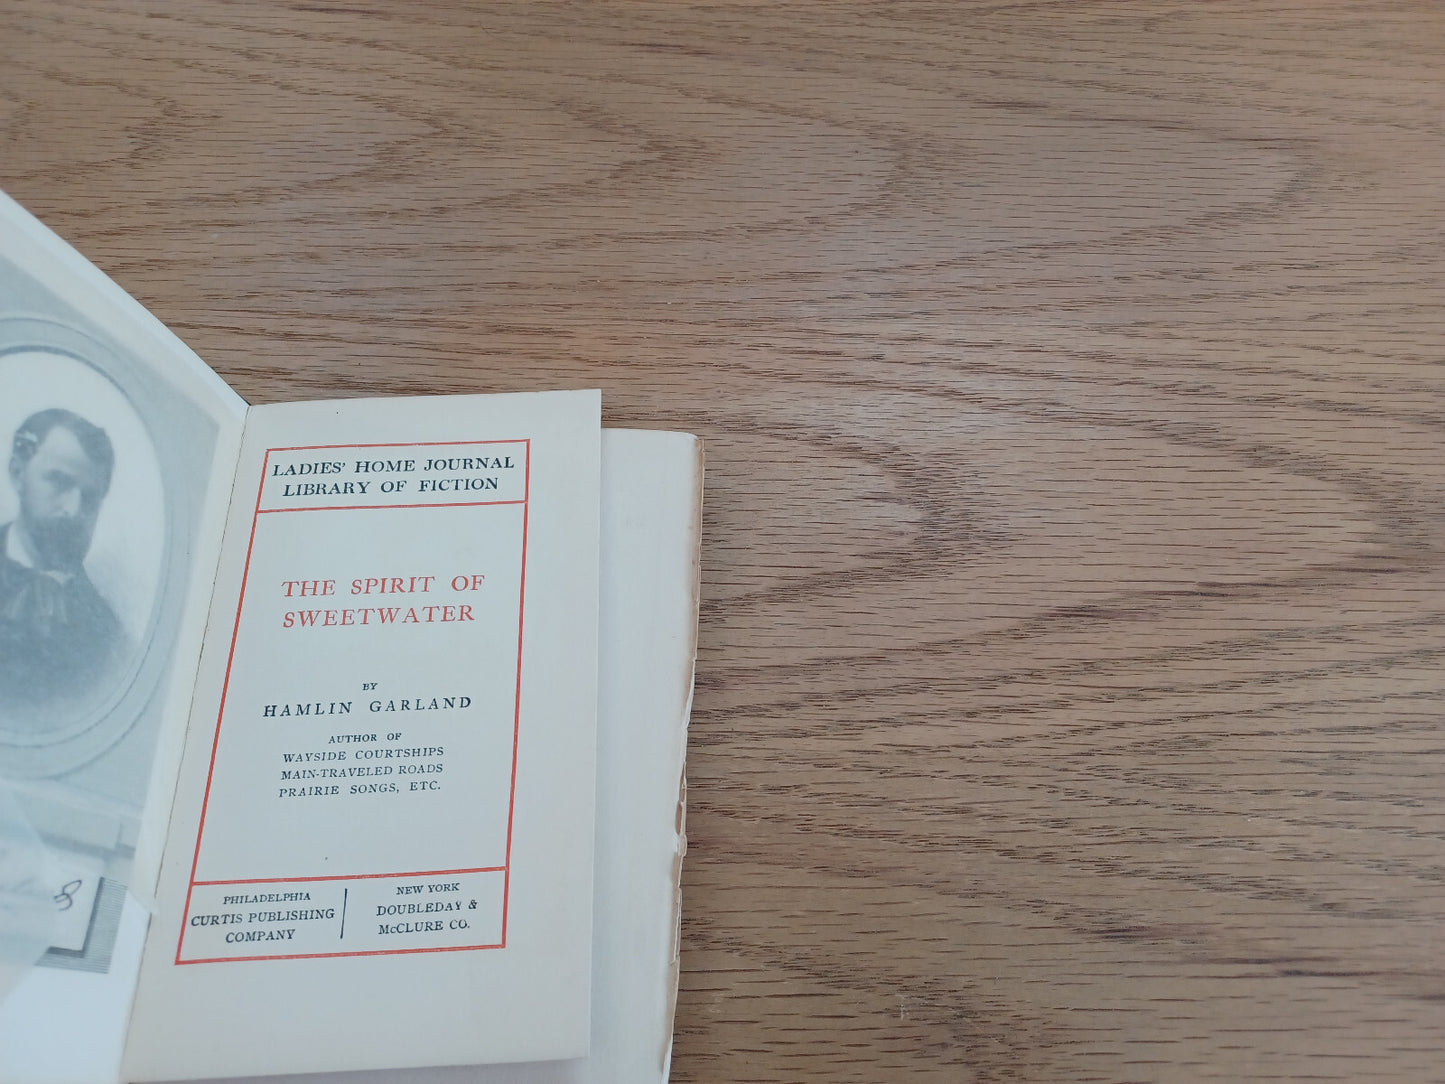 LADIES' HOME JOURNAL
LIBRARY OF FICTION
THE SPIRIT OF
SWEETWATER
BY
HAMLIN GARLAND
AUTHOR OF
WAYSIDE COURTSHIPS
MAIN-TRAVELED ROADS
PRAIRIE SONGS, ETC.
PHILADELPHIA
CURTIS PUBLISHING
COMPANY
NEW YORK
DOUBLEDAY &
McCLURE CO.